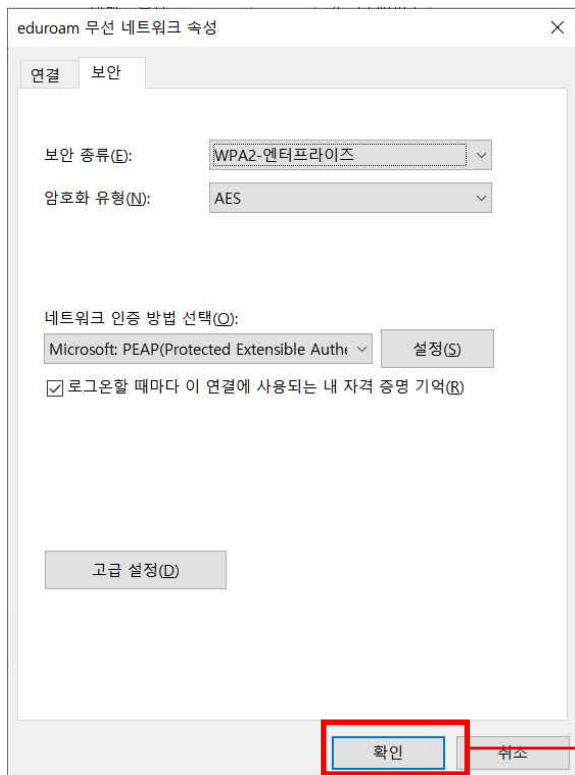 eduroam 무선 네트워크 속성
연결 보안
보안 종류(E): WPA2-엔터프라이즈
암호화 유형(N): AES
네트워크 인증 방법 선택(O):
Microsoft: PEAP(Protected Extensible Authe 설정(S)
로그온할 때마다 이 연결에 사용되는 내 자격 증명 기억(R)
고급 설정(D)
확인 취소